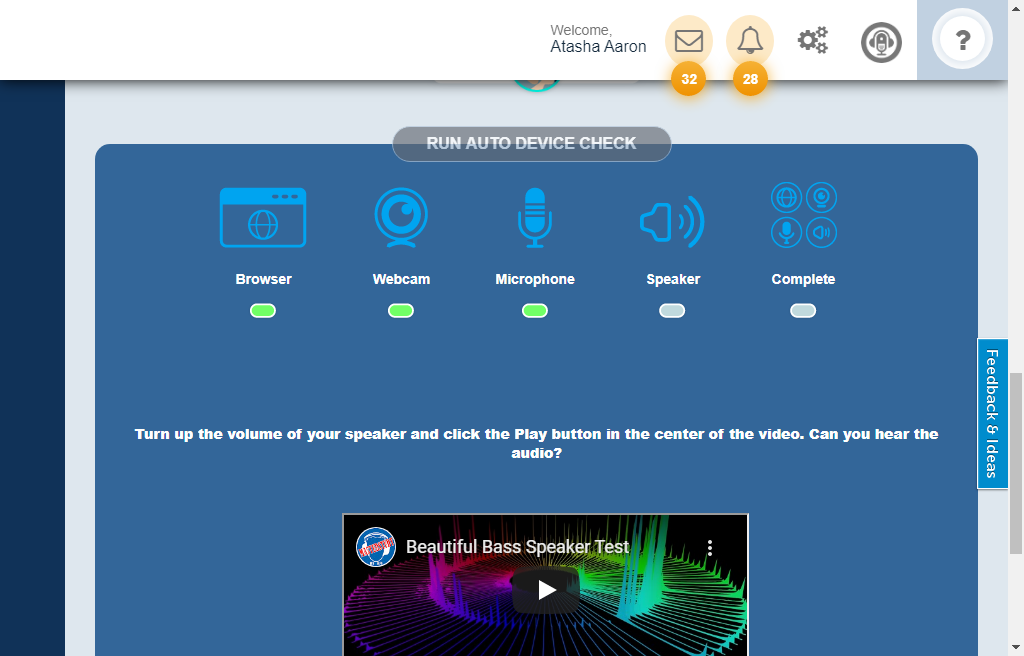 Welcome,
Atasha Aaron
32
28
?
RUN AUTO DEVICE CHECK
Browser
Webcam
Microphone
Speaker
Complete
Feedback & Ideas
Turn up the volume of your speaker and click the Play button in the center of the video. Can you hear the
audio?
Beautiful Bass Speaker Test